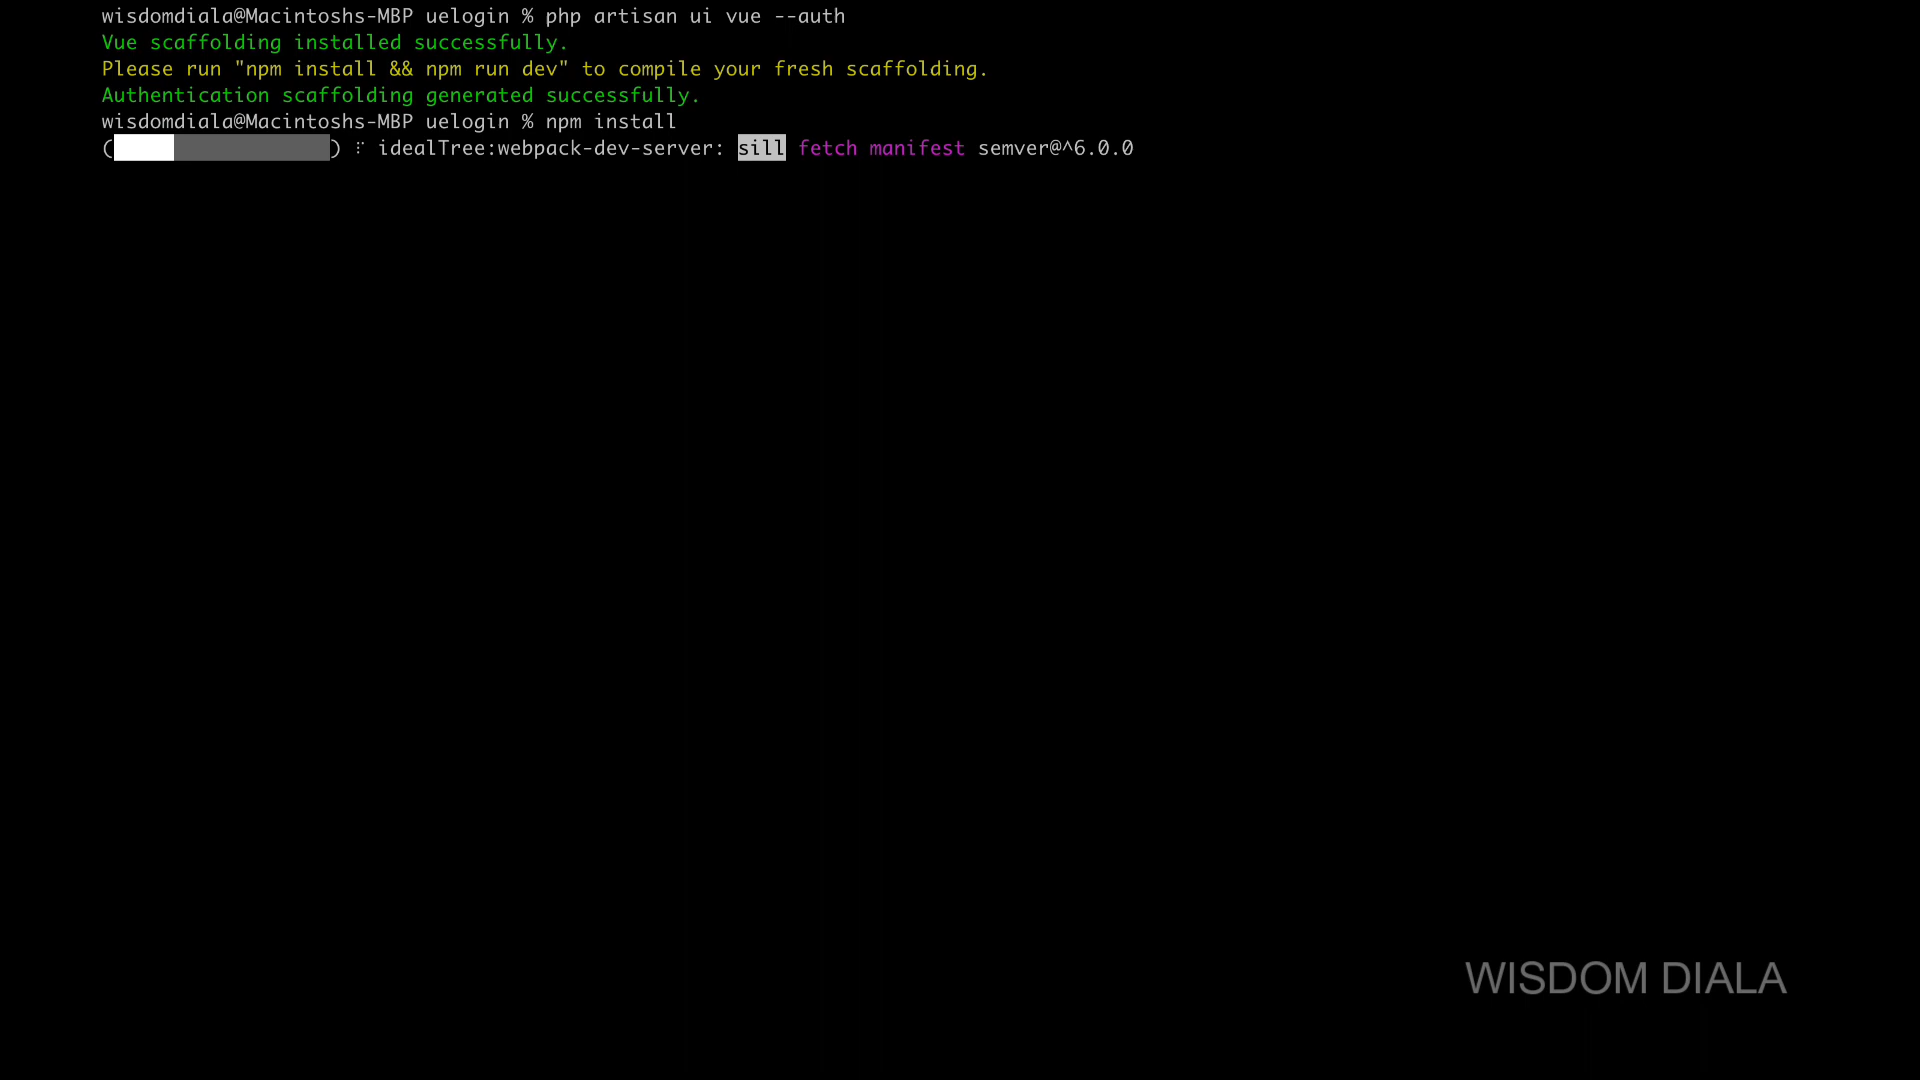 wisdomdiala@Macintoshs-MBP uelogin % php artisan ui vue --auth
Vue scaffolding installed successfully.
Please run "npm install && npm run dev" to compile your fresh scaffolding.
Authentication scaffolding generated successfully.
wisdomdiala@Macintoshs-MBP uelogin % npm install
( ) ⠏ idealTree:webpack-dev-server: sill fetch manifest semver@^6.0.0
WISDOM DIALA